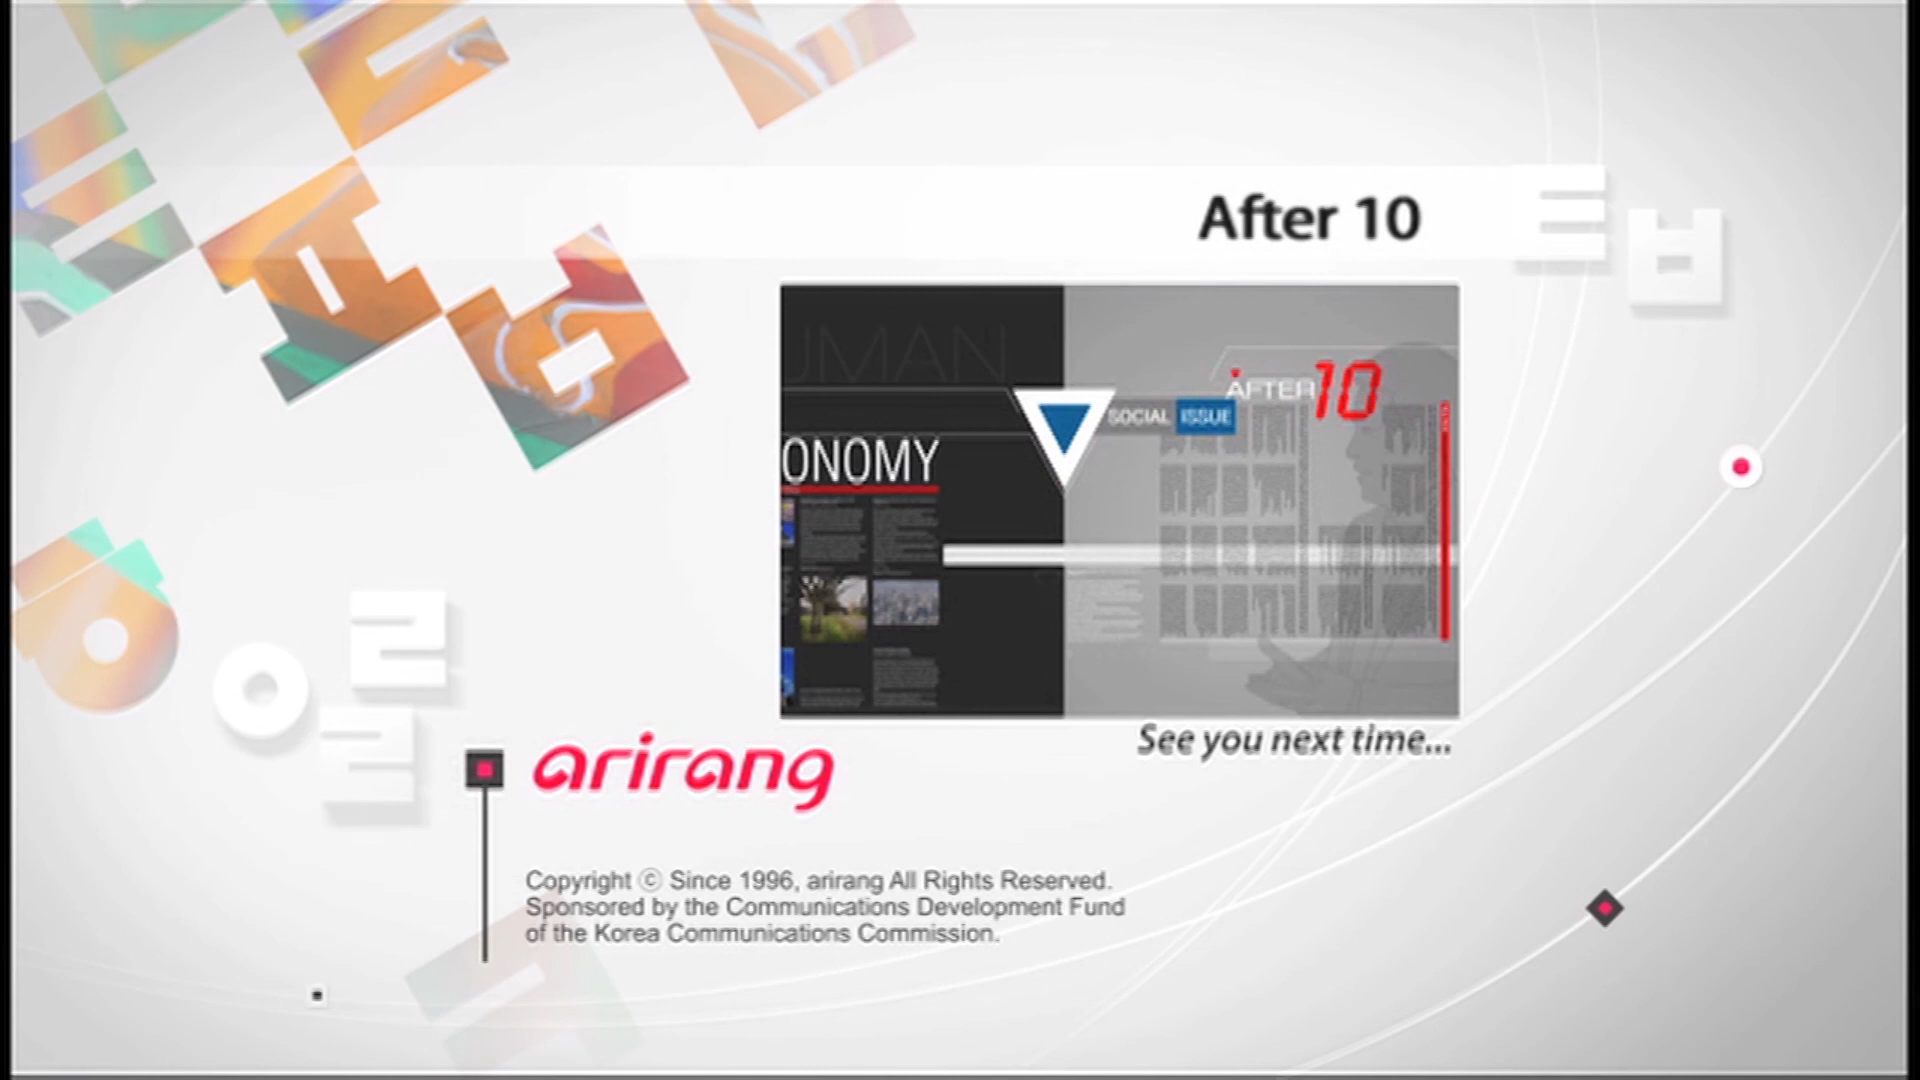 After 10
UMAN
AFTER 10
SOCIAL ISSUE
ONOMY
See you next time...
arirang
Copyright ⓒ Since 1996, arirang All Rights Reserved.
Sponsored by the Communications Development Fund
of the Korea Communications Commission.